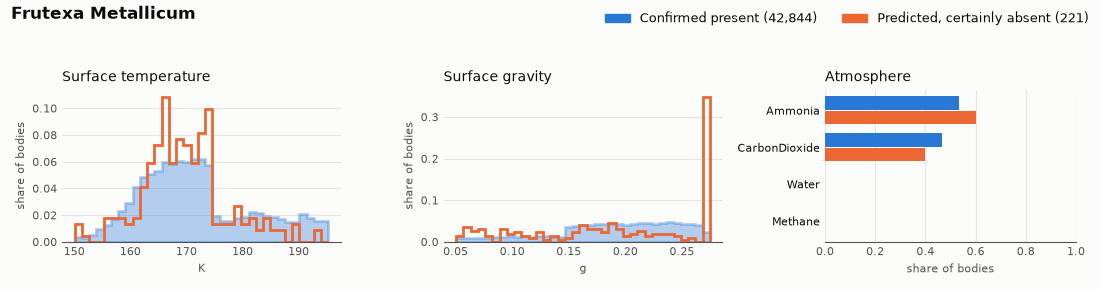 Frutexa Metallicum
Confirmed present (42,844)
Predicted, certainly absent (221)
Surface temperature
share of bodies
0.10
0.08
0.06
0.04
0.02
0.00
150 160 170 180 190
K
Surface gravity
share of bodies
0.3
0.2
0.1
0.0
0.05 0.10 0.15 0.20 0.25
g
Atmosphere
Ammonia
CarbonDioxide
Water
Methane
0.0 0.2 0.4 0.6 0.8 1.0
share of bodies